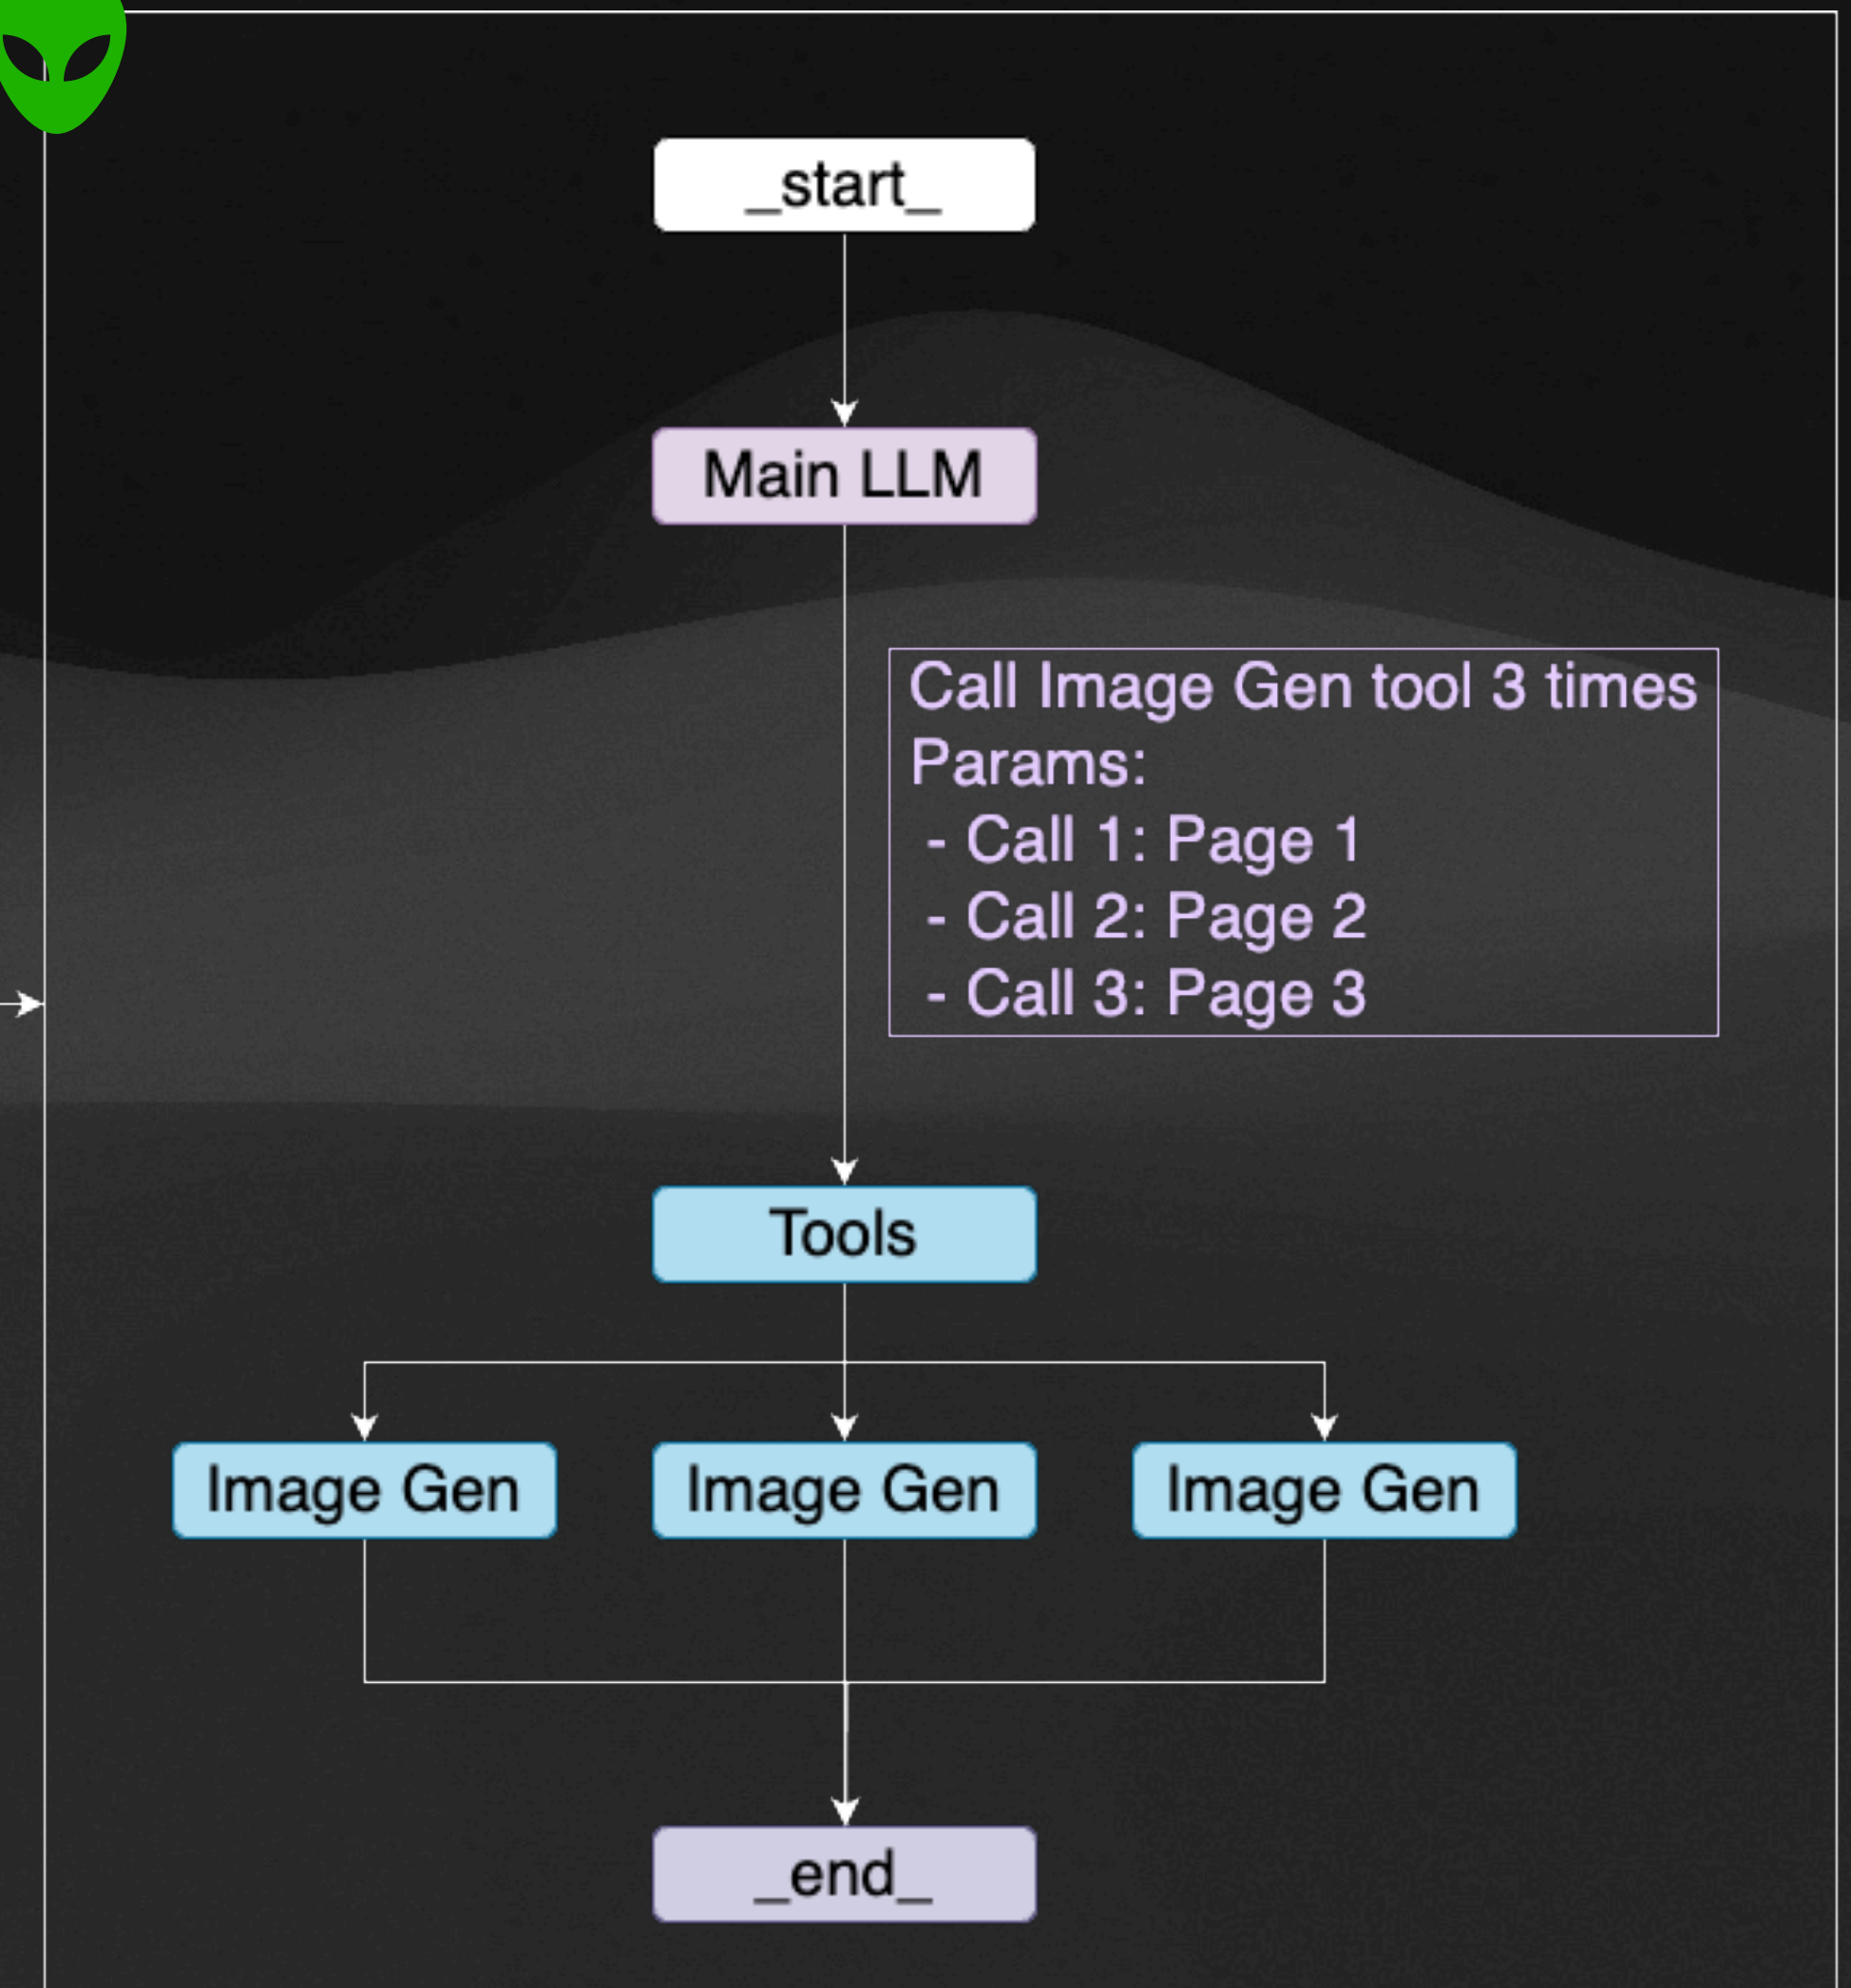 _start_
Main LLM
Call Image Gen tool 3 times
Params:
- Call 1: Page 1
- Call 2: Page 2
- Call 3: Page 3
Tools
Image Gen
Image Gen
Image Gen
_end_